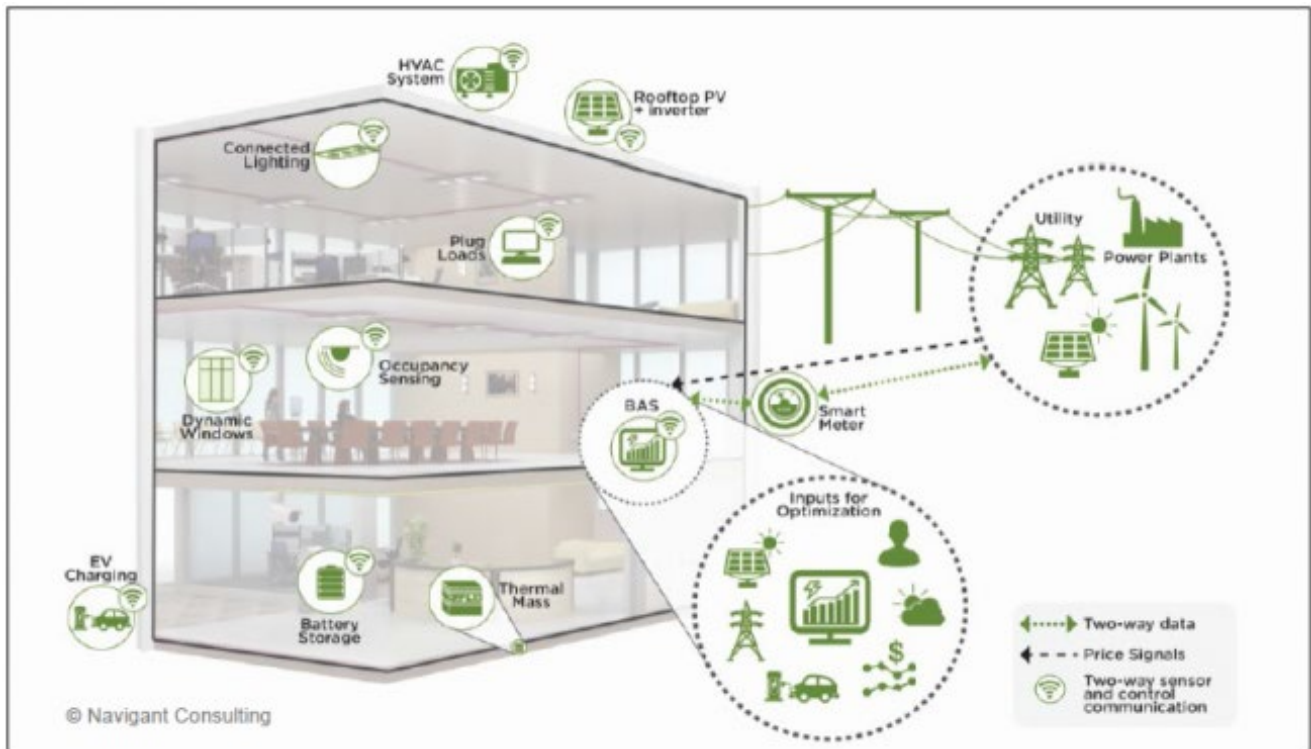 HVAC
System
Rooftop PV
+ inverter
Connected
Lighting
Plug
Loads
Utility
Power Plants
Occupancy
Sensing
Dynamic
Windows
BAS
Smart
Meter
Inputs for
Optimization
$
EV
Charging
Battery
Storage
Thermal
Mass
Two-way data
Price Signals
Two-way sensor
and control
communication
© Navigant Consulting